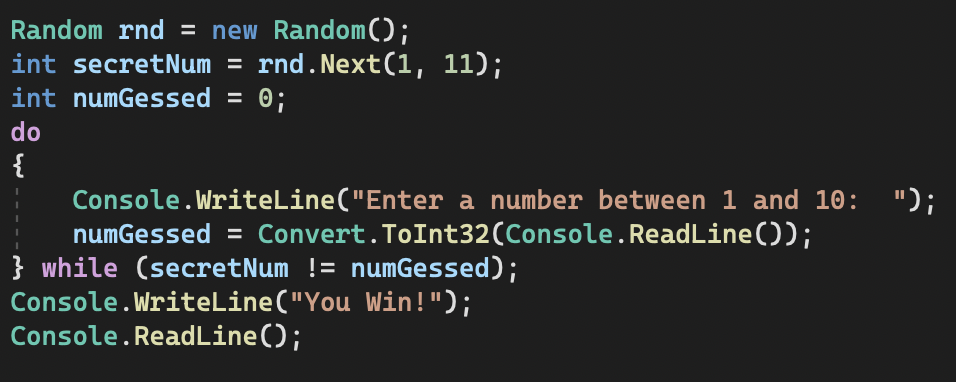 Random rnd = new Random();
int secretNum = rnd.Next(1, 11);
int numGessed = 0;
do
{
    Console.WriteLine("Enter a number between 1 and 10:  ");
    numGessed = Convert.ToInt32(Console.ReadLine());
} while (secretNum != numGessed);
Console.WriteLine("You Win!");
Console.ReadLine();